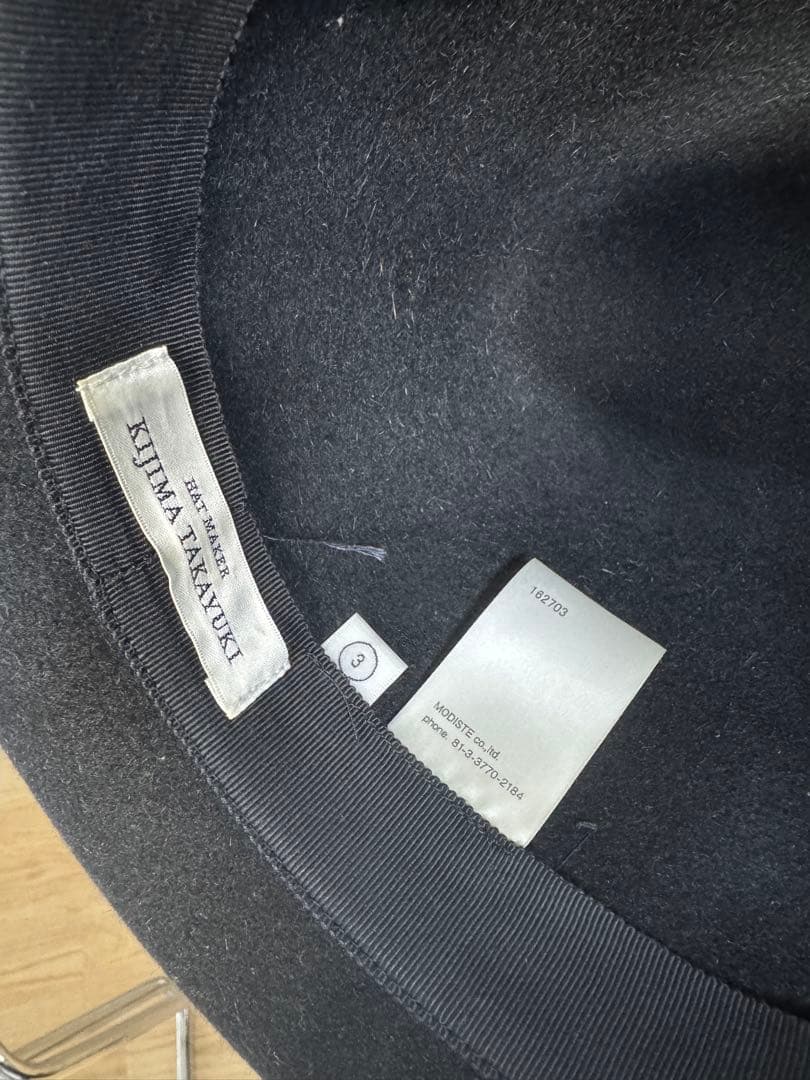 HAT MAKER
KIJIMA TAKAYUKI
3
162703
MODISTE co.,ltd.
phone. 81-3-3770-2184